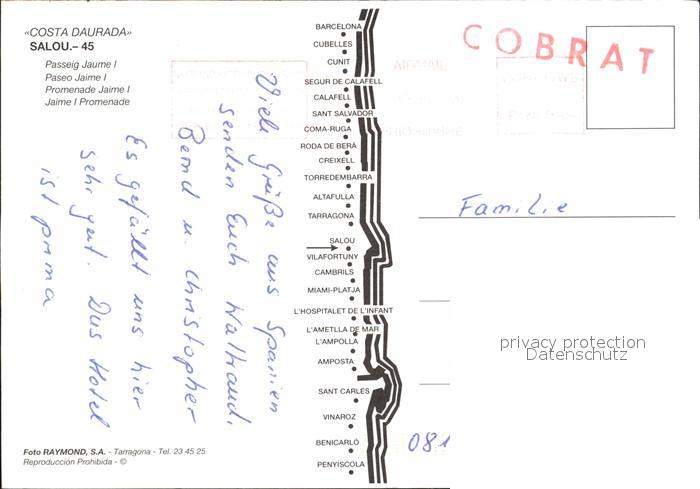 «COSTA DAURADA»
SALOU.– 45
Passeig Jaume I
Paseo Jaime I
Promenade Jaime I
Jaime I Promenade
Viele Grüße aus Spanien
senden Euch Waltraud,
Bernd u. Christopher
Es gefällt uns hier
sehr gut. Das Hotel
ist prima
Foto RAYMOND, S.A. - Tarragona - Tel. 23 45 25
Reproducción Prohibida - ©
BARCELONA
CUBELLES
CUNIT
SEGUR DE CALAFELL
CALAFELL
SANT SALVADOR
COMA-RUGA
RODA DE BERÀ
CREIXELL
TORREDEMBARRA
ALTAFULLA
TARRAGONA
SALOU
VILAFORTUNY
CAMBRILS
MIAMI-PLATJA
L'HOSPITALET DE L'INFANT
L'AMETLLA DE MAR
L'AMPOLLA
AMPOSTA
SANT CARLES
VINAROZ
BENICARLÓ
PENYISCOLA
COBRAT
AIRMAIL
Familie
privacy protection
Datenschutz
081